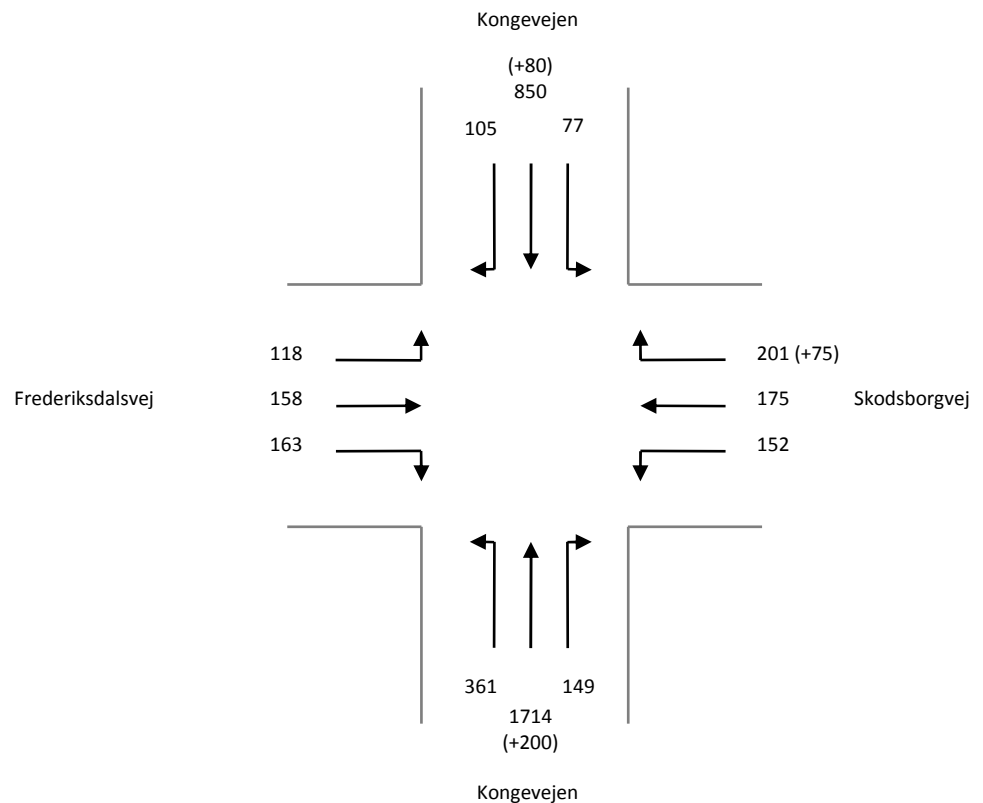 Kongevejen
(+80)
850
105 77
118 201 (+75)
Frederiksdalsvej 158 175 Skodsborgvej
163 152
361 149
1714
(+200)
Kongevejen